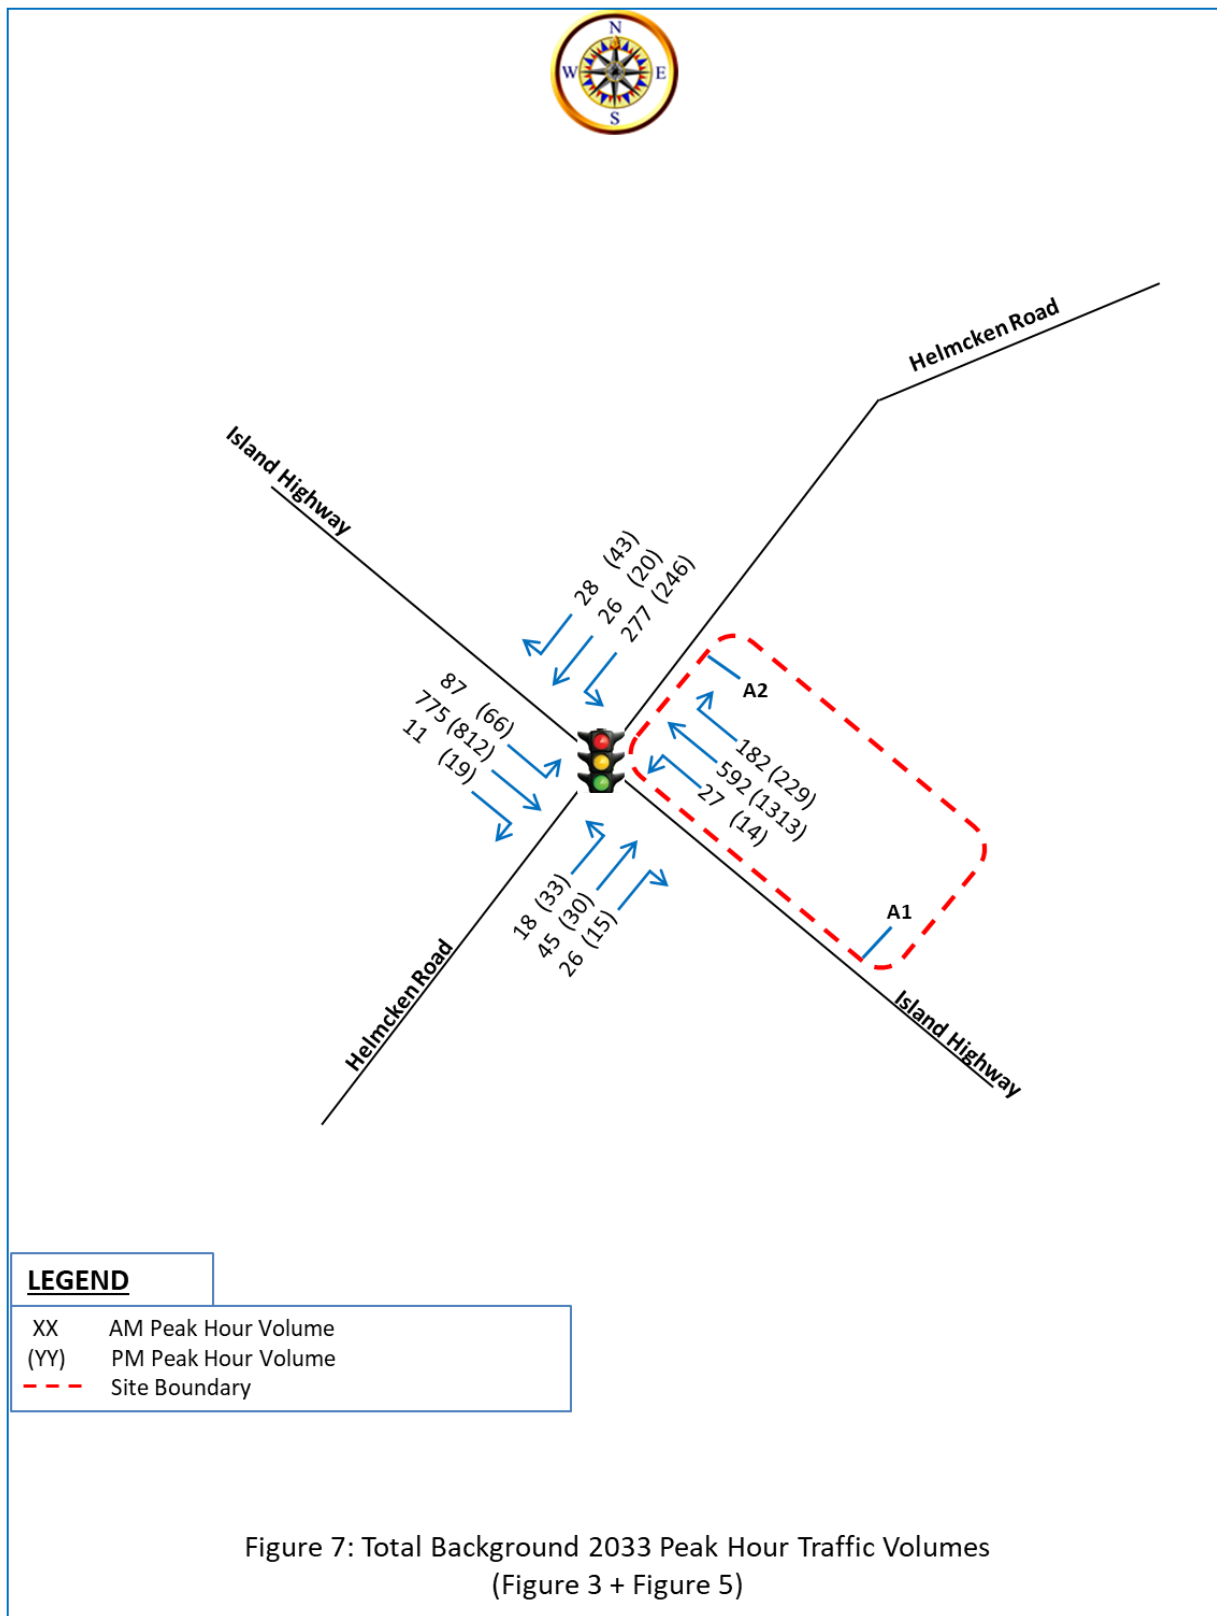 N
W E
S
Helmcken Road
Island Highway
28 (43)
26 (20)
277 (246)
87 (66)
775 (812)
11 (19)
A2
182 (229)
592 (1313)
27 (14)
18 (33)
45 (30)
26 (15)
A1
Helmcken Road
Island Highway
LEGEND
XX AM Peak Hour Volume
(YY) PM Peak Hour Volume
Site Boundary
Figure 7: Total Background 2033 Peak Hour Traffic Volumes
(Figure 3 + Figure 5)